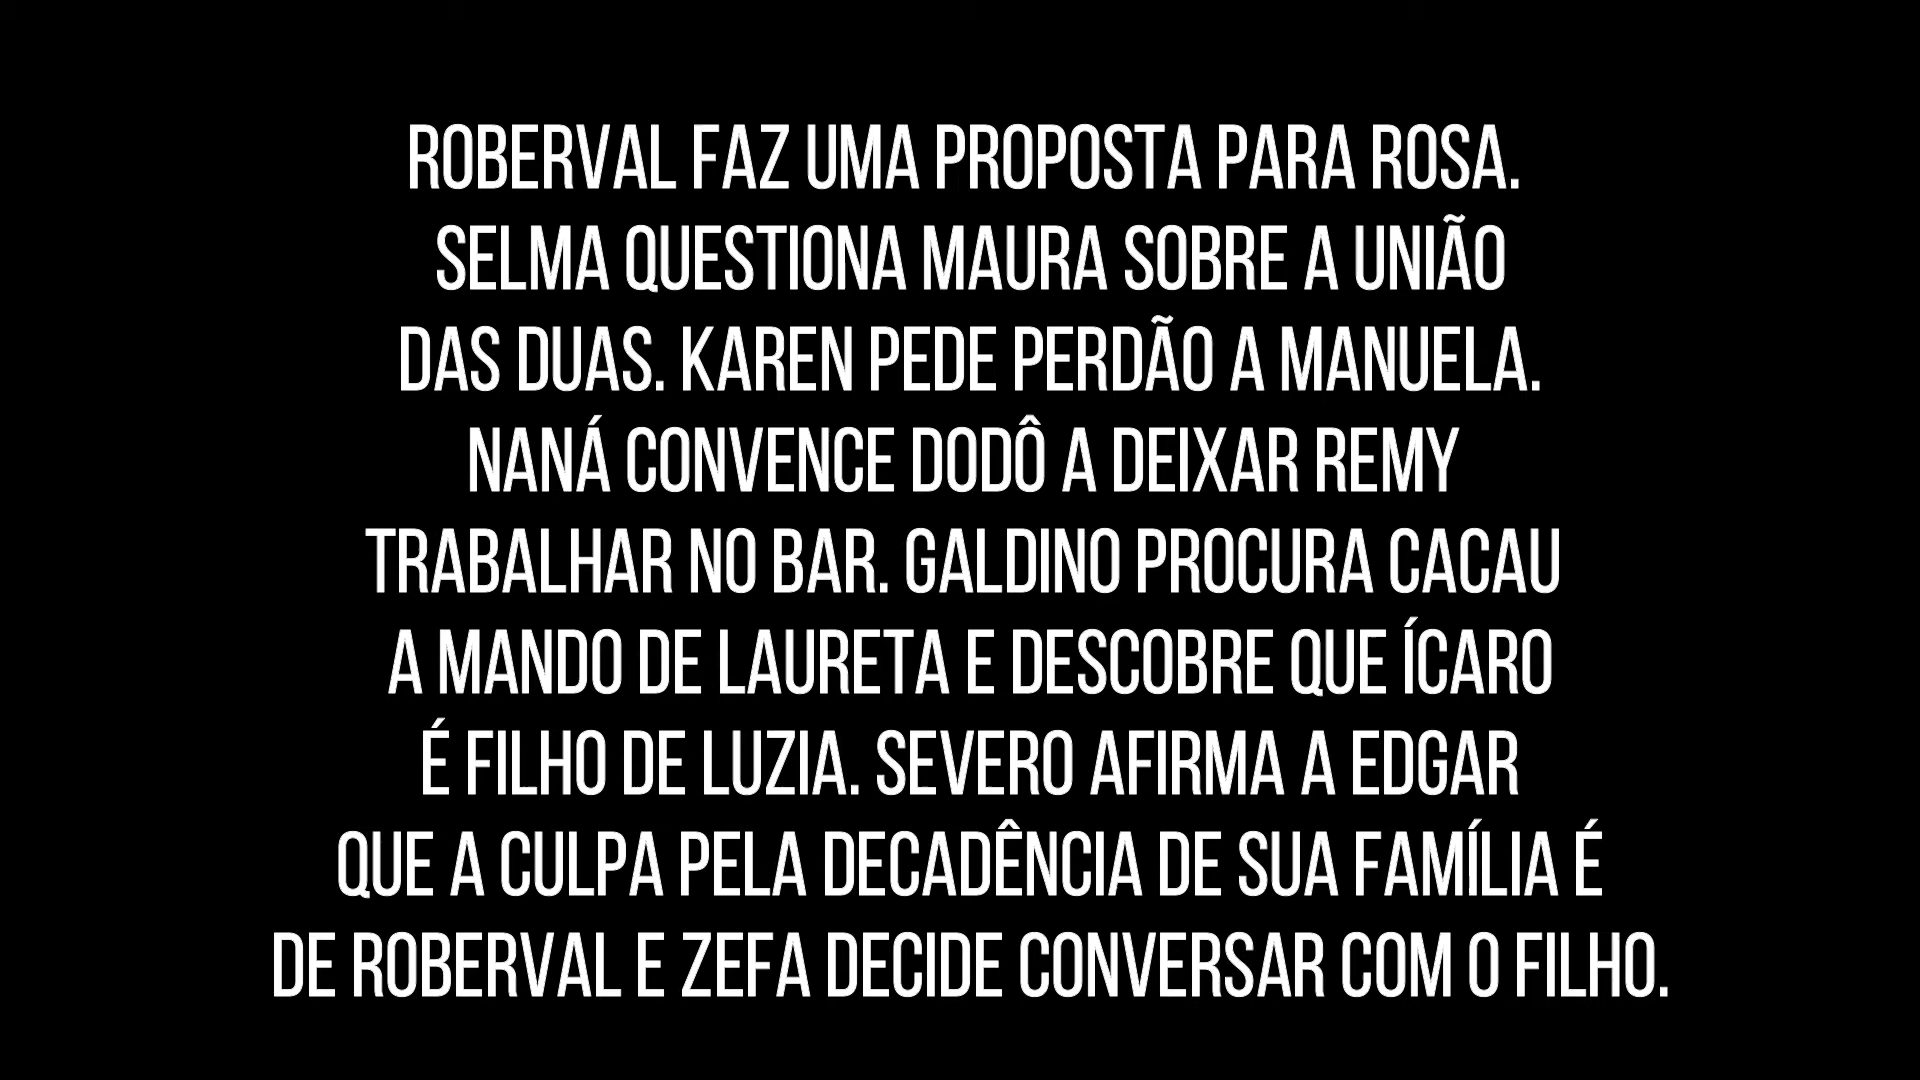 ROBERVAL FAZ UMA PROPOSTA PARA ROSA.
SELMA QUESTIONA MAURA SOBRE A UNIÃO
DAS DUAS. KAREN PEDE PERDÃO A MANUELA.
NANÁ CONVENCE DODÔ A DEIXAR REMY
TRABALHAR NO BAR. GALDINO PROCURA CACAU
A MANDO DE LAURETA E DESCOBRE QUE ÍCARO
É FILHO DE LUZIA. SEVERO AFIRMA A EDGAR
QUE A CULPA PELA DECADÊNCIA DE SUA FAMÍLIA É
DE ROBERVAL E ZEFA DECIDE CONVERSAR COM O FILHO.